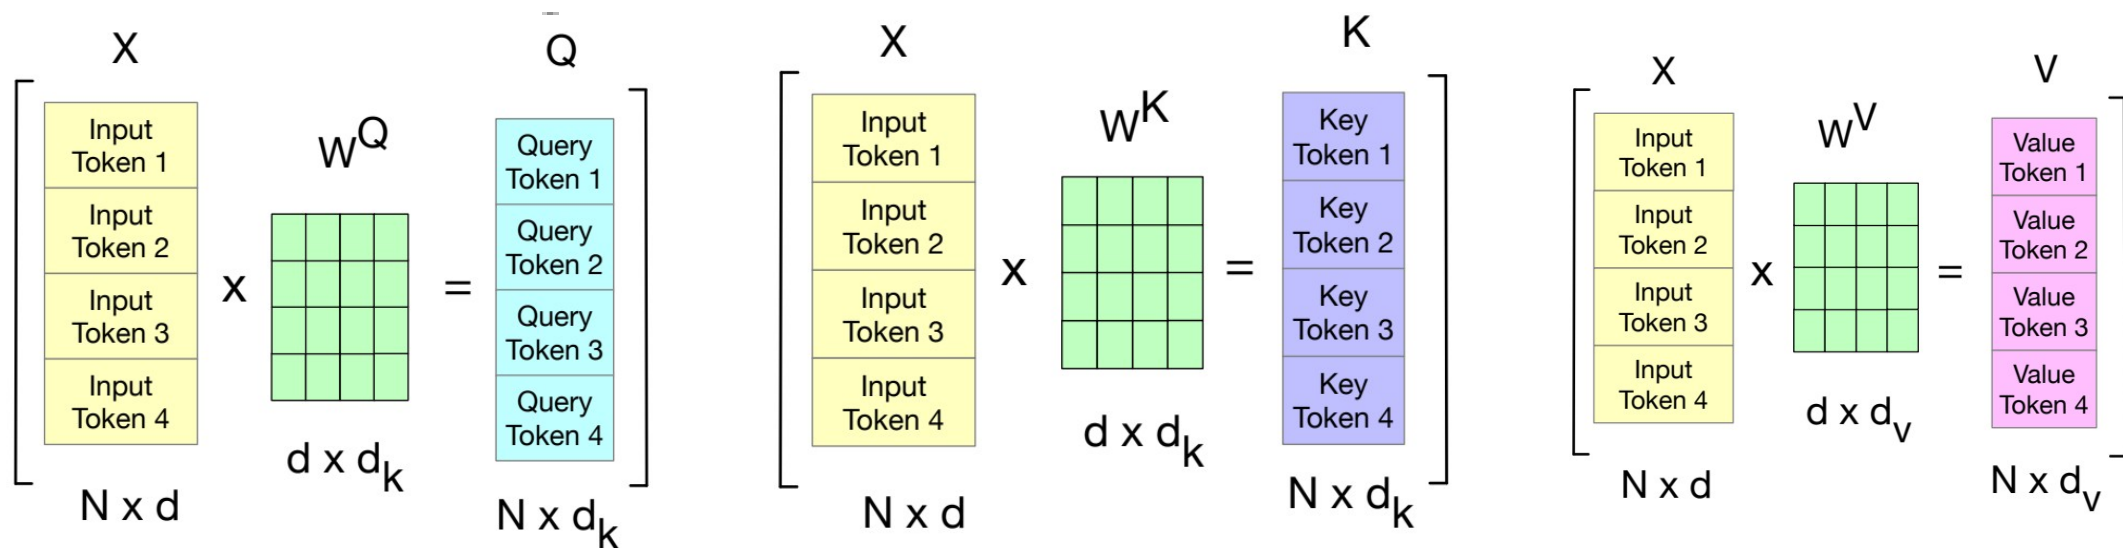 X
Input
Token 1
Input
Token 2
Input
Token 3
Input
Token 4
N x d
x
W^Q
d x d_k
=
Q
Query
Token 1
Query
Token 2
Query
Token 3
Query
Token 4
N x d_k
X
Input
Token 1
Input
Token 2
Input
Token 3
Input
Token 4
N x d
x
W^K
d x d_k
=
K
Key
Token 1
Key
Token 2
Key
Token 3
Key
Token 4
N x d_k
X
Input
Token 1
Input
Token 2
Input
Token 3
Input
Token 4
N x d
x
W^V
d x d_v
=
V
Value
Token 1
Value
Token 2
Value
Token 3
Value
Token 4
N x d_v